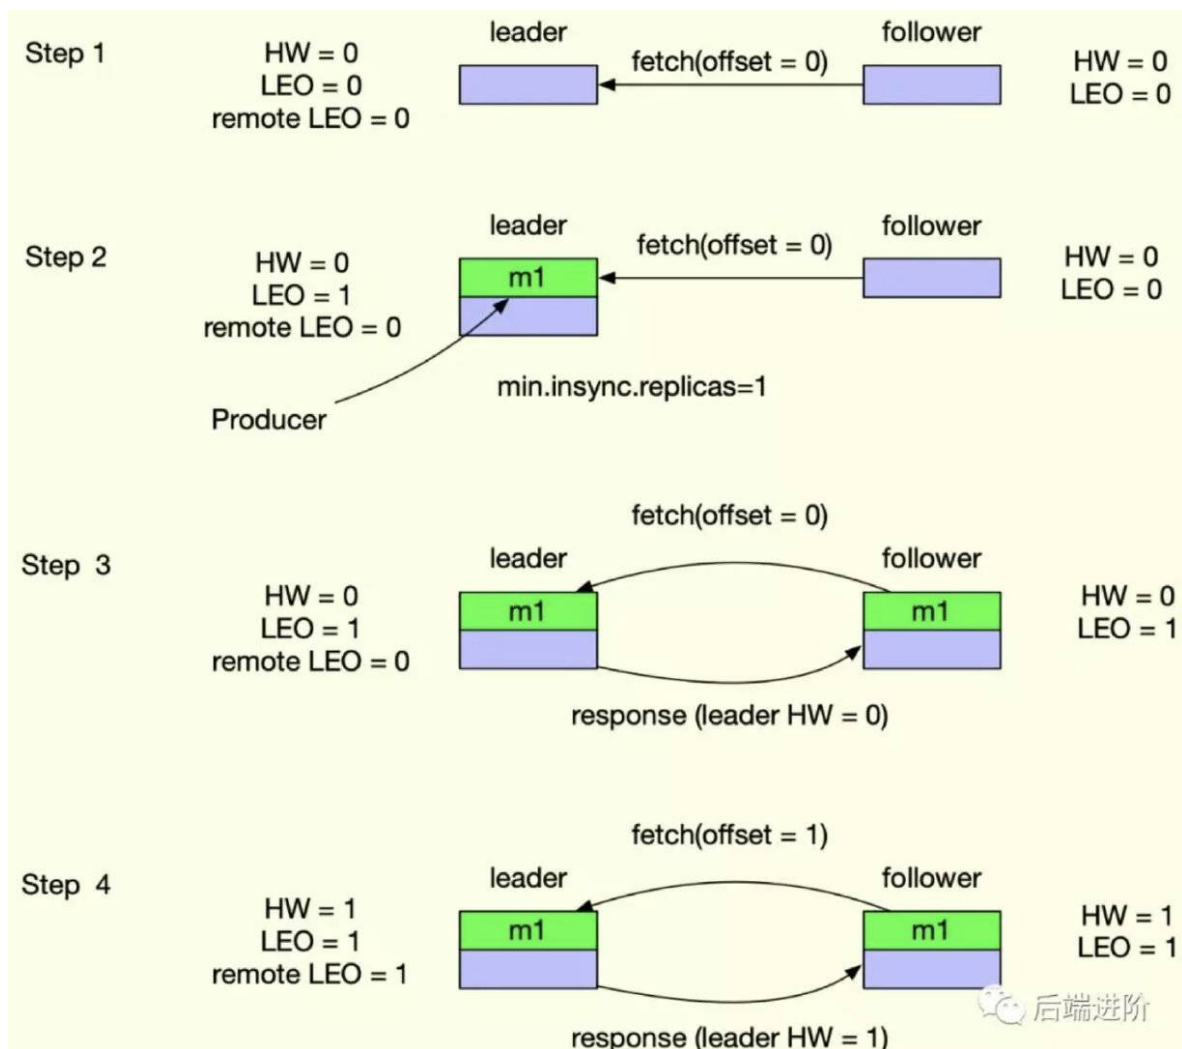 Step 1
leader
follower
HW = 0
LEO = 0
remote LEO = 0
fetch(offset = 0)
HW = 0
LEO = 0
Step 2
leader
follower
HW = 0
LEO = 1
remote LEO = 0
m1
fetch(offset = 0)
HW = 0
LEO = 0
Producer
min.insync.replicas=1
Step 3
fetch(offset = 0)
leader
follower
HW = 0
LEO = 1
remote LEO = 0
m1
m1
HW = 0
LEO = 1
response (leader HW = 0)
Step 4
fetch(offset = 1)
leader
follower
HW = 1
LEO = 1
remote LEO = 1
m1
m1
HW = 1
LEO = 1
response (leader HW = 1)
后端进阶